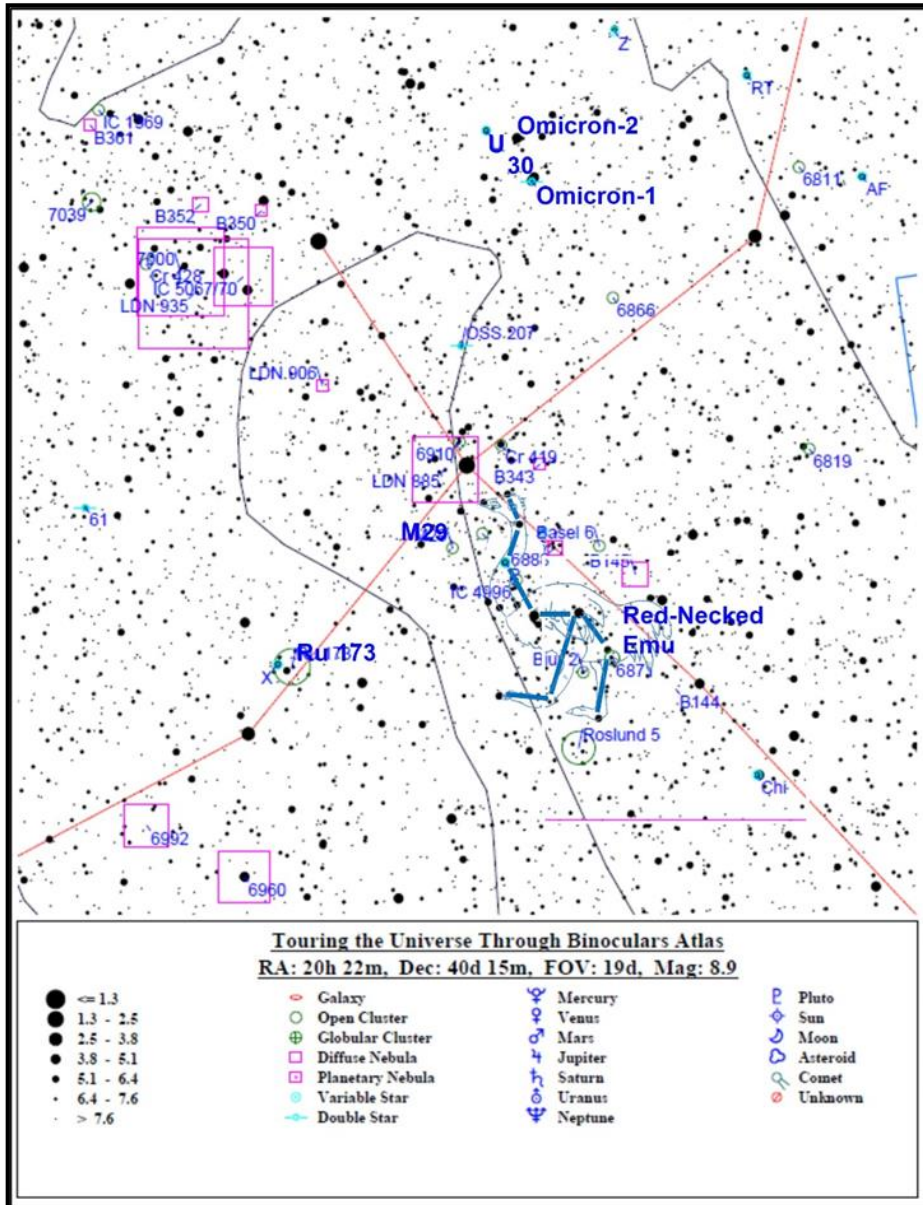 Z
RT
IC 1369
B361
U
Omicron-2
30
Omicron-1
6811
AF
7039
B352
B350
7000
Cr 428
IC 5067/70
LDN 935
6866
OSS 207
LDN 906
6910
Cr 419
B343
LDN 885
6819
61
M29
Basel 6
IC 4996
Red-Necked
Emu
Ru 173
X
B144
Roslund 5
Chi
6992
6960
Touring the Universe Through Binoculars Atlas
RA: 20h 22m, Dec: 40d 15m, FOV: 19d, Mag: 8.9
<= 1.3
1.3 - 2.5
2.5 - 3.8
3.8 - 5.1
5.1 - 6.4
6.4 - 7.6
> 7.6
Galaxy
Open Cluster
Globular Cluster
Diffuse Nebula
Planetary Nebula
Variable Star
Double Star
Mercury
Venus
Mars
Jupiter
Saturn
Uranus
Neptune
Pluto
Sun
Moon
Asteroid
Comet
Unknown